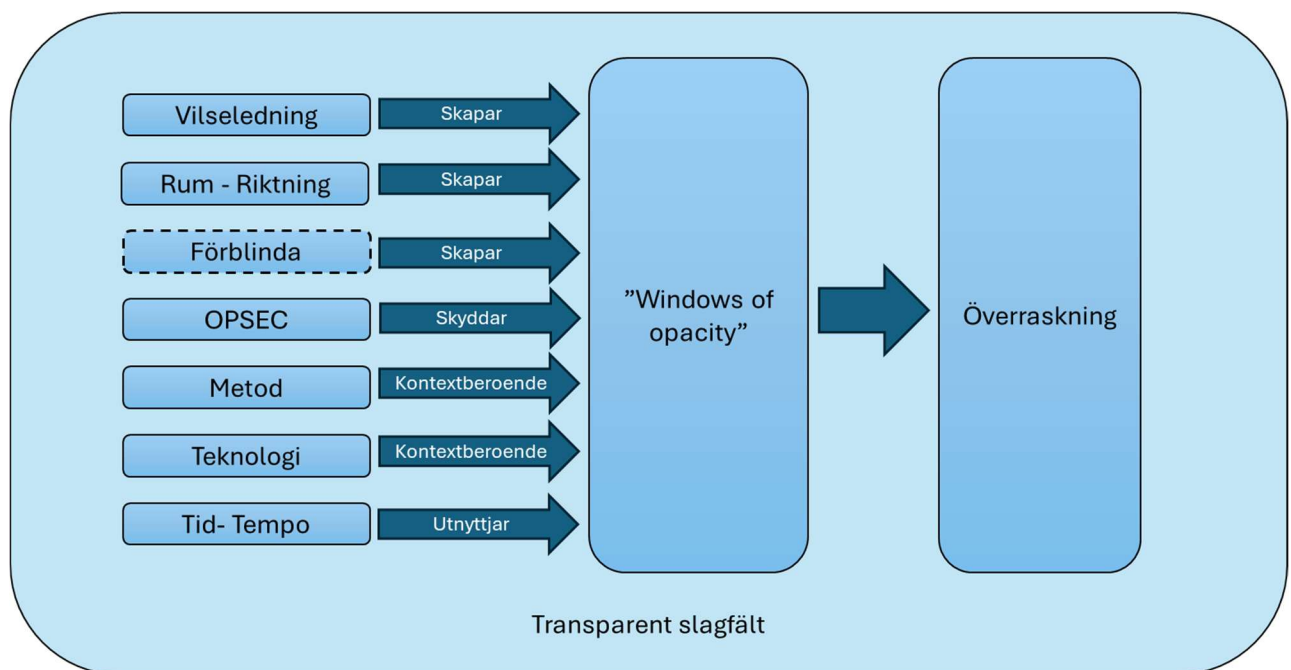 Vilseledning
Skapar
Rum - Riktning
Skapar
Förblinda
Skapar
OPSEC
Skyddar
Metod
Kontextberoende
Teknologi
Kontextberoende
Tid- Tempo
Utnyttjar
”Windows of
opacity”
Överraskning
Transparent slagfält